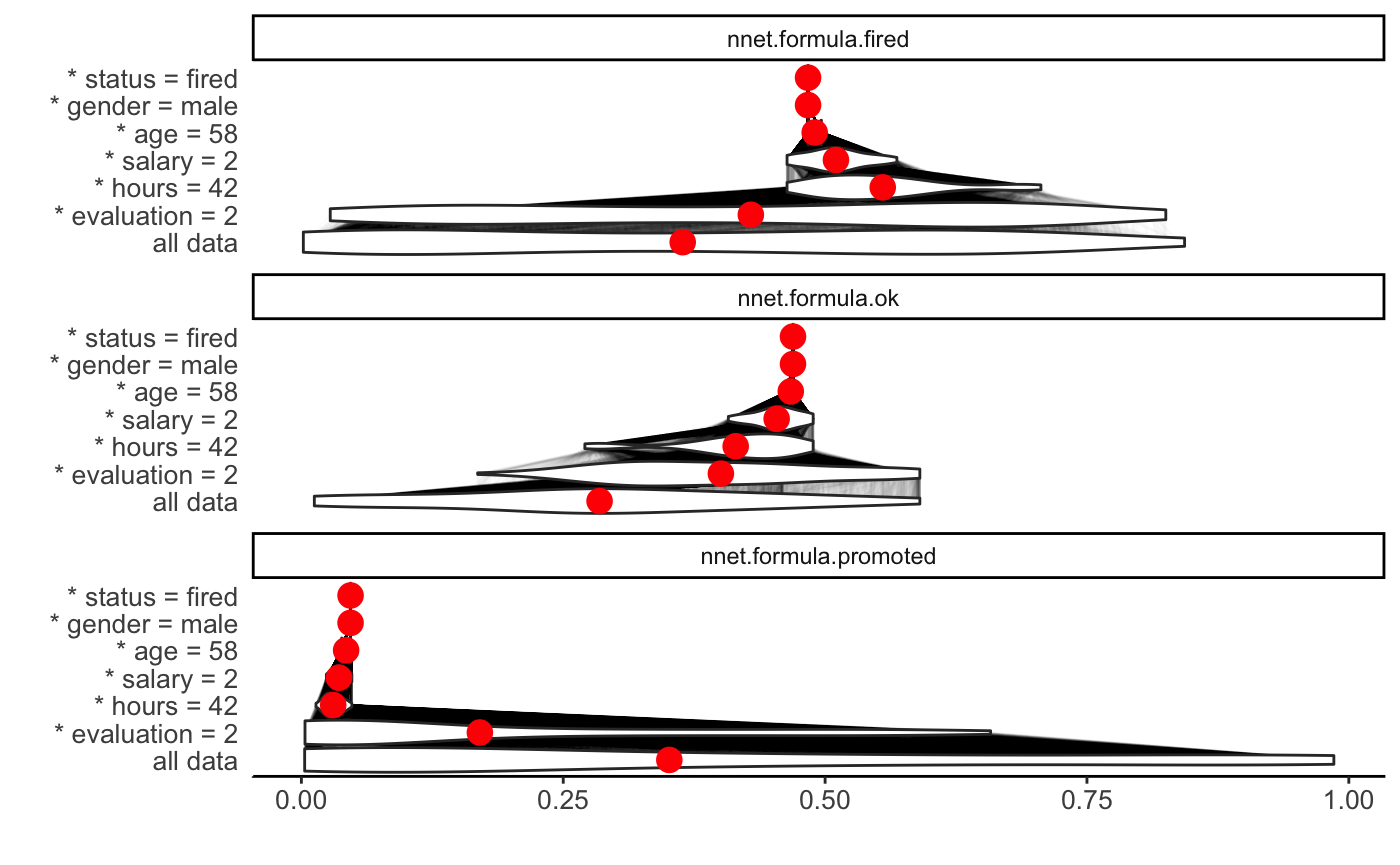 nnet.formula.fired
* status = fired
* gender = male
* age = 58
* salary = 2
* hours = 42
* evaluation = 2
all data
nnet.formula.ok
* status = fired
* gender = male
* age = 58
* salary = 2
* hours = 42
* evaluation = 2
all data
nnet.formula.promoted
* status = fired
* gender = male
* age = 58
* salary = 2
* hours = 42
* evaluation = 2
all data
0.00 0.25 0.50 0.75 1.00